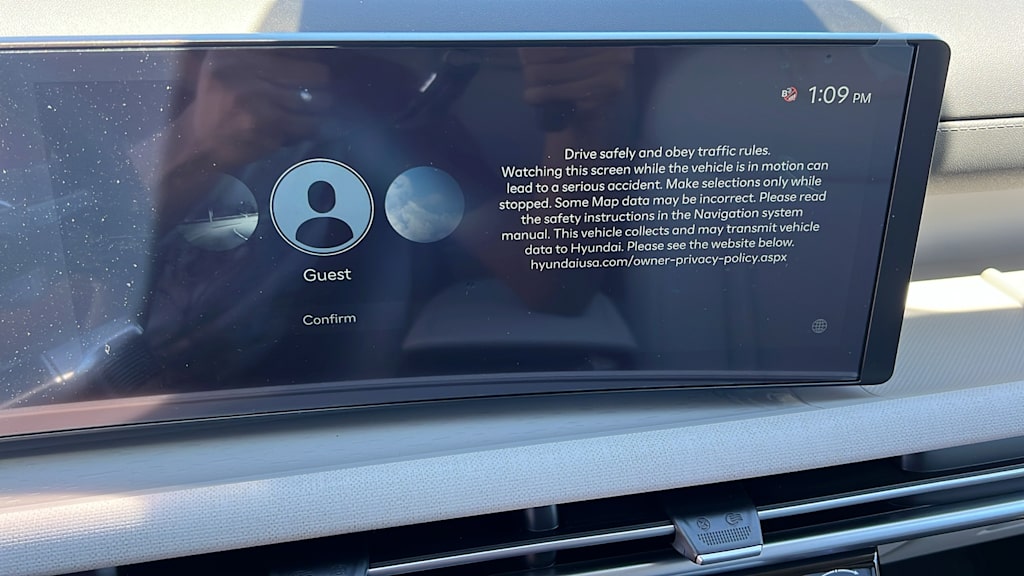 1:09 PM
Drive safely and obey traffic rules.
Watching this screen while the vehicle is in motion can
lead to a serious accident. Make selections only while
stopped. Some Map data may be incorrect. Please read
the safety instructions in the Navigation system
manual. This vehicle collects and may transmit vehicle
data to Hyundai. Please see the website below.
hyundaiusa.com/owner-privacy-policy.aspx
Guest
Confirm